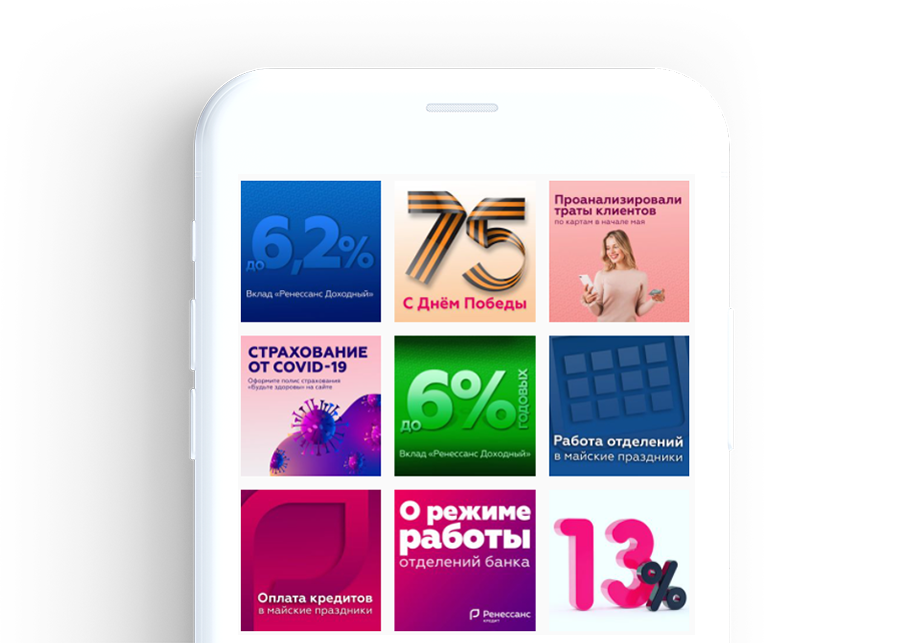 до 6,2%
Вклад «Ренессанс Доходный»
75
С Днём Победы
Проанализировали
траты клиентов
по картам в начале мая
СТРАХОВАНИЕ
ОТ COVID-19
Оформите полис страхования
«Будьте здоровы» на сайте
до 6% ГОДОВЫХ
Вклад «Ренессанс Доходный»
Работа отделений
в майские праздники
Оплата кредитов
в майские праздники
О режиме
работы
отделений банка
Ренессанс
кредит
13%